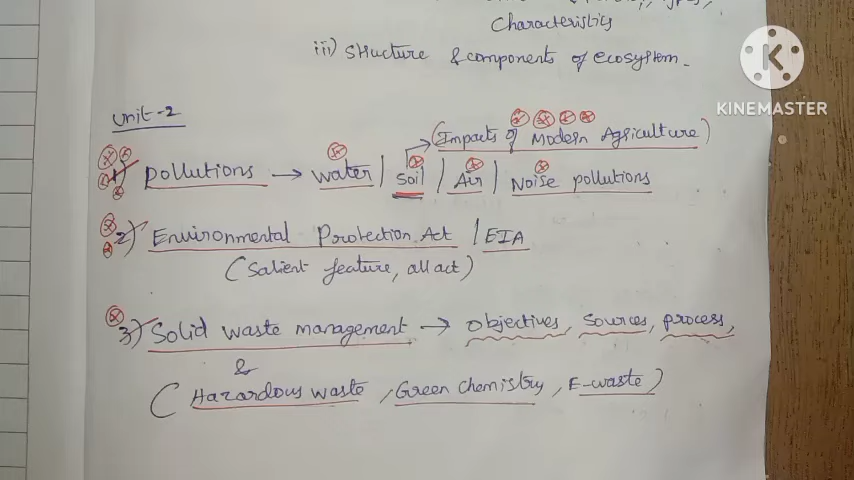 Characteristics
iii) Structure & components of ecosystem.
KINEMASTER
Unit-2
(Impacts of Modern Agriculture)
1) Pollutions → Water / Soil / Air / Noise pollutions
2) Environmental Protection Act / EIA
(Salient feature, all act)
3) Solid waste management → Objectives, Sources, process,
&
(Hazardous waste, Green chemistry, E-waste)